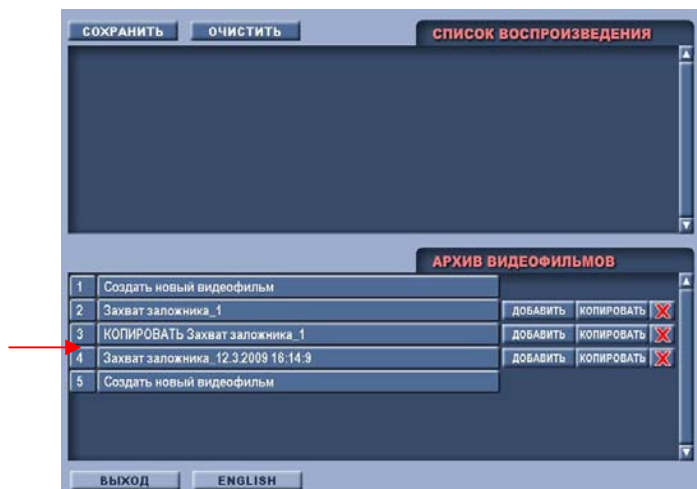 СОХРАНИТЬ ОЧИСТИТЬ СПИСОК ВОСПРОИЗВЕДЕНИЯ
АРХИВ ВИДЕОФИЛЬМОВ
1 Создать новый видеофильм
2 Захват заложника_1 ДОБАВИТЬ КОПИРОВАТЬ X
3 КОПИРОВАТЬ Захват заложника_1 ДОБАВИТЬ КОПИРОВАТЬ X
4 Захват заложника_12.3.2009 16:14:9 ДОБАВИТЬ КОПИРОВАТЬ X
5 Создать новый видеофильм
ВЫХОД ENGLISH